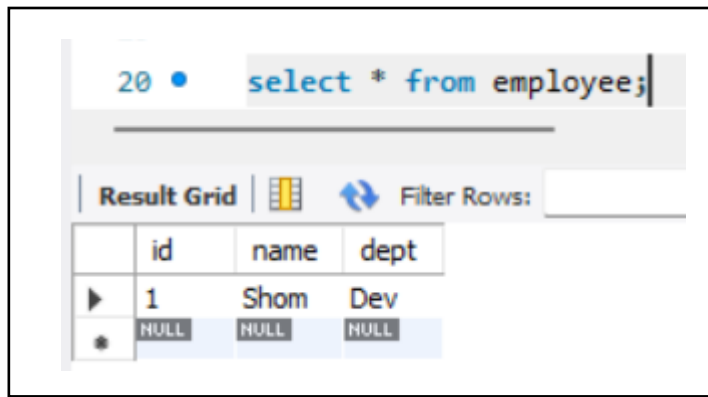 20 select * from employee;
Result Grid Filter Rows:
id name dept
1 Shom Dev
NULL NULL NULL